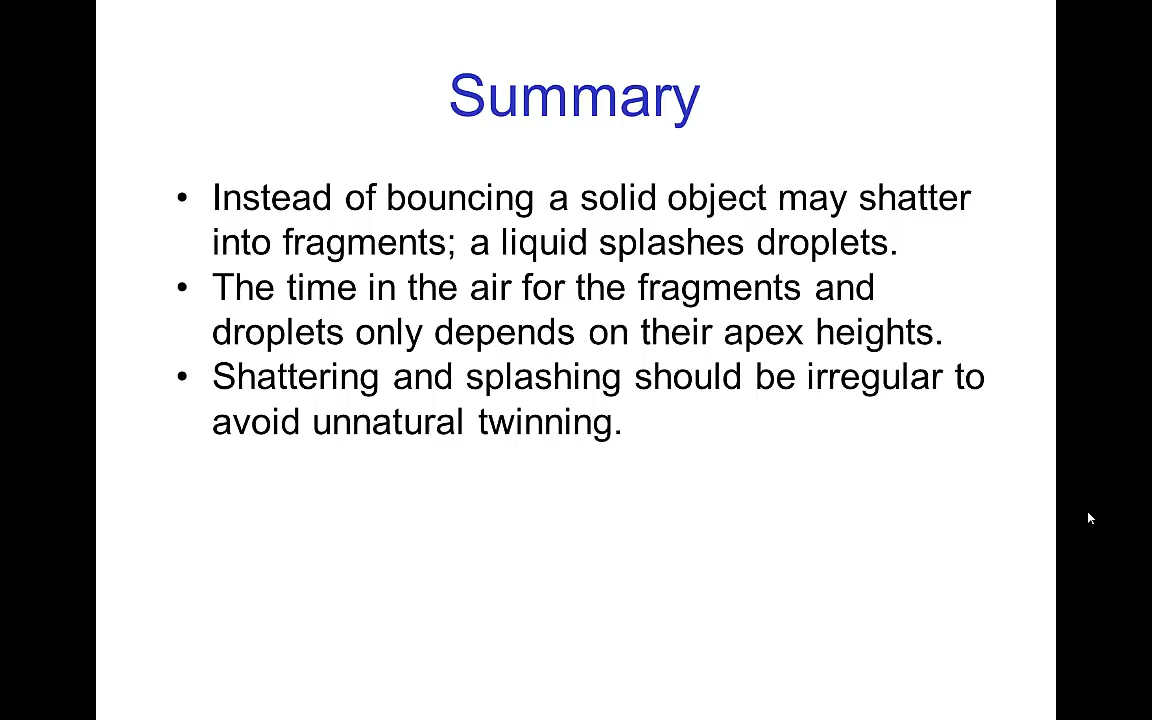 Summary
• Instead of bouncing a solid object may shatter
into fragments; a liquid splashes droplets.
• The time in the air for the fragments and
droplets only depends on their apex heights.
• Shattering and splashing should be irregular to
avoid unnatural twinning.